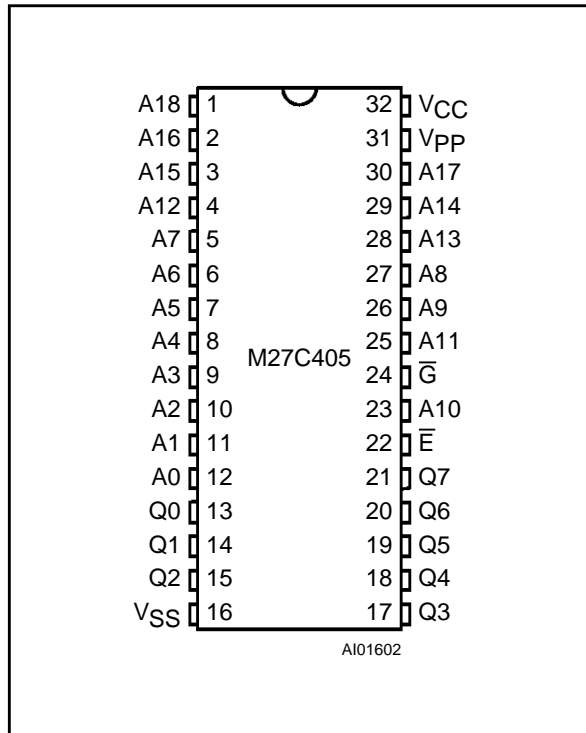 A18 1 32 VCC
A16 2 31 VPP
A15 3 30 A17
A12 4 29 A14
A7 5 28 A13
A6 6 27 A8
A5 7 26 A9
A4 8 25 A11
M27C405
A3 9 24 G̅
A2 10 23 A10
A1 11 22 E̅
A0 12 21 Q7
Q0 13 20 Q6
Q1 14 19 Q5
Q2 15 18 Q4
VSS 16 17 Q3
AI01602